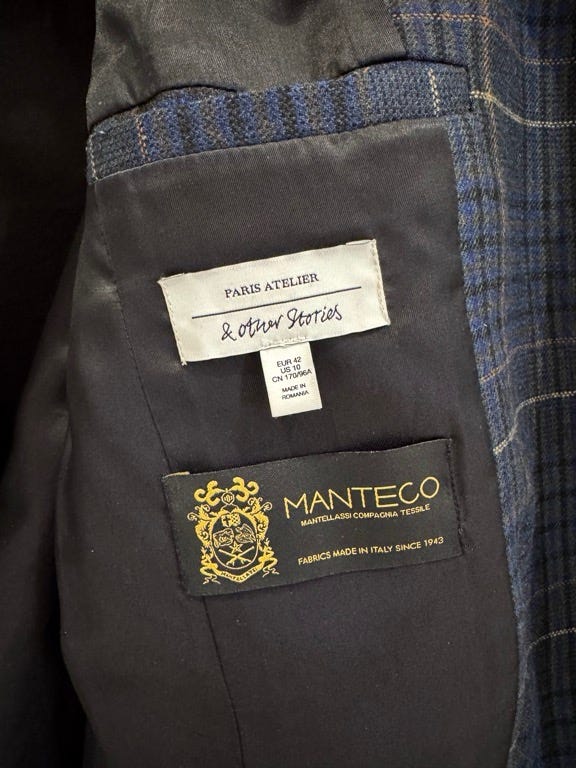 PARIS ATELIER
& other Stories
EUR 42
US 10
CN 170/96A
MADE IN
ROMANIA
MANTECO
MANTELLASSI COMPAGNIA TESSILE
FABRICS MADE IN ITALY SINCE 1943